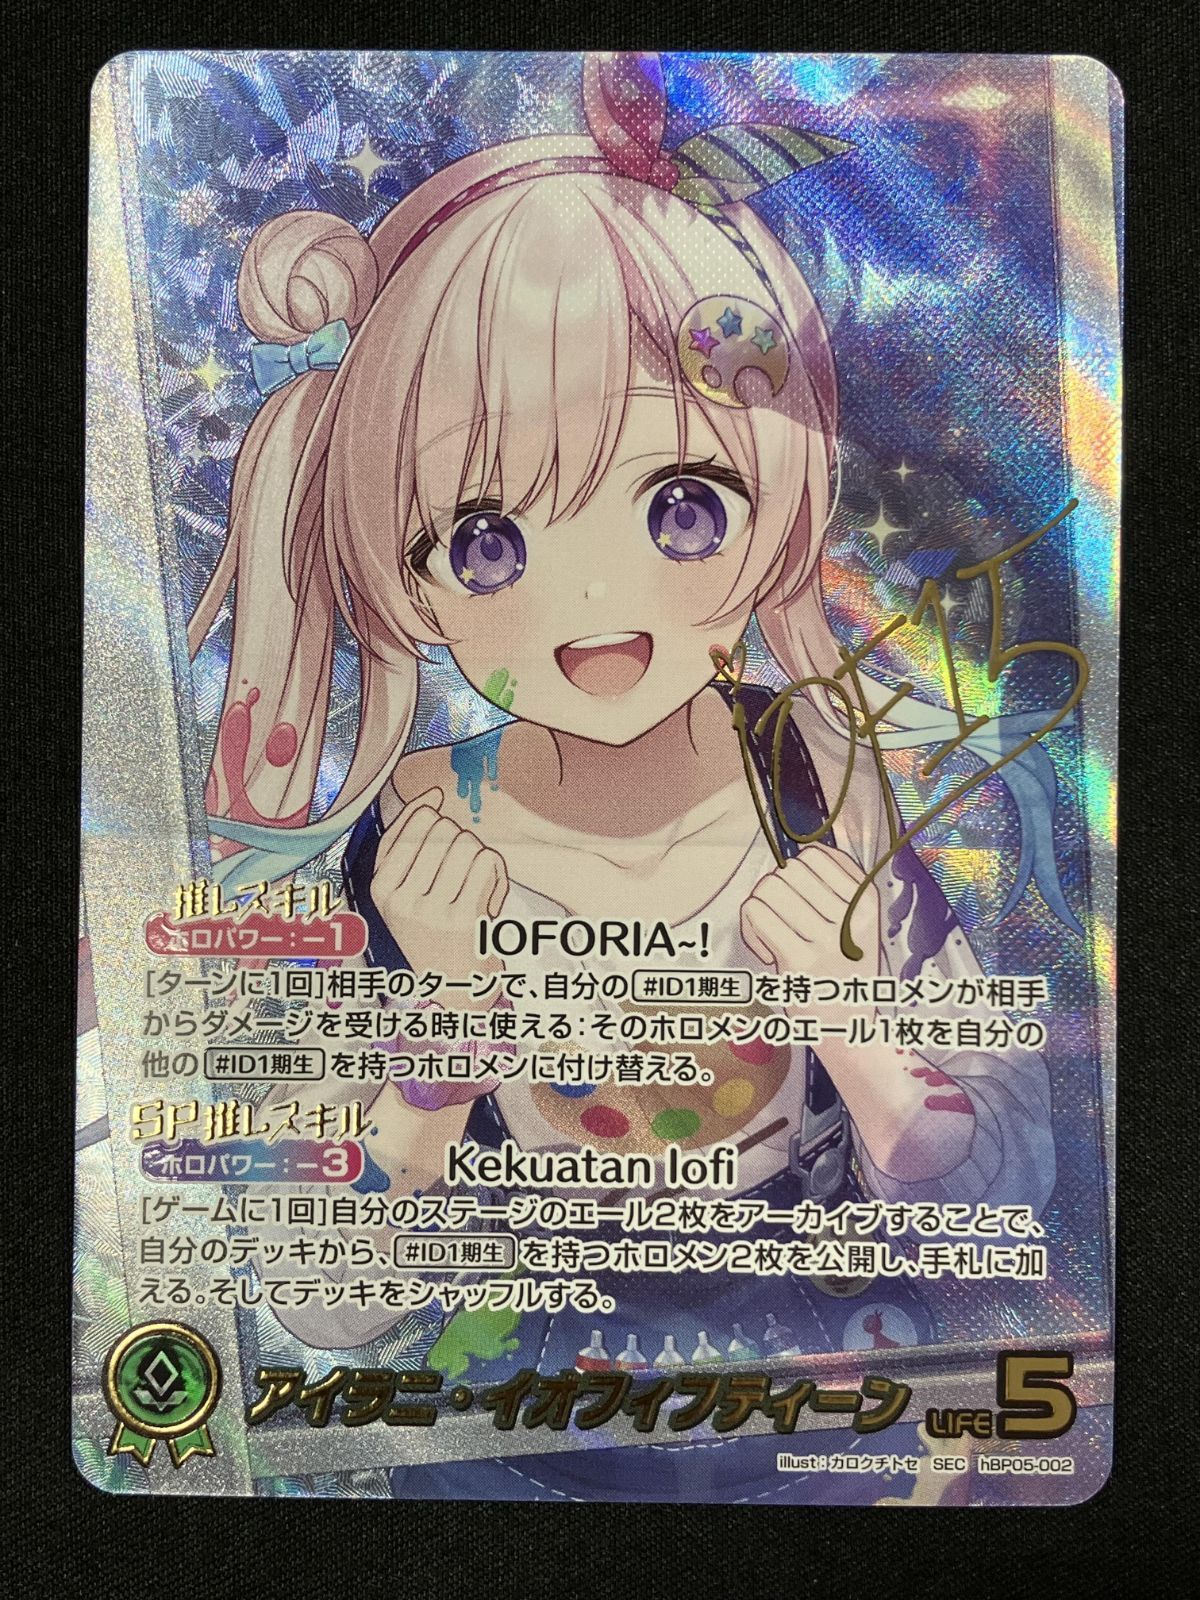 iOFI15
推しスキル
ホロパワー：－1
IOFORIA~!
[ターンに1回]相手のターンで、自分の#ID1期生を持つホロメンが相手
からダメージを受ける時に使える：そのホロメンのエール1枚を自分の
他の#ID1期生を持つホロメンに付け替える。
SP推しスキル
ホロパワー：－3
Kekuatan Iofi
[ゲームに1回]自分のステージのエール2枚をアーカイブすることで、
自分のデッキから、#ID1期生を持つホロメン2枚を公開し、手札に加
える。そしてデッキをシャッフルする。
アイラニ・イオフィフティーン
LIFE 5
illust：カロクチトセ SEC hBP05-002